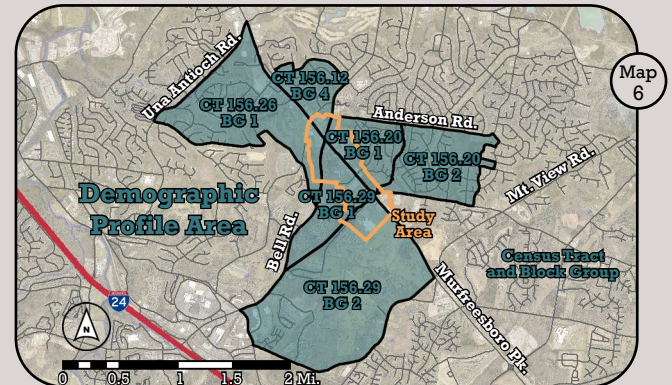 Map
6
Una Antioch Rd.
CT 156.12
BG 4
CT 156.26
BG 1
Anderson Rd.
CT 156.20
BG 1
CT 156.20
BG 2
Mt. View Rd.
Demographic
Profile Area
CT 156.29
BG 1
Study
Area
Bell Rd.
Census Tract
and Block Group
CT 156.29
BG 2
Murfreesboro Pk.
24
N
0 0.5 1 1.5 2 Mi.